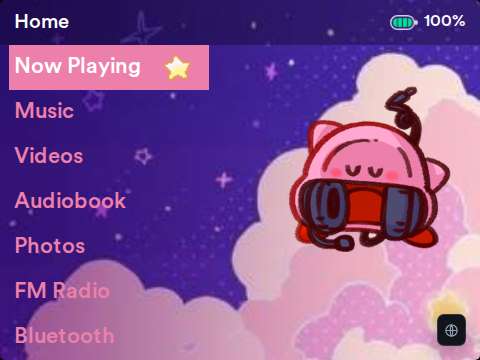 Home
100%
Now Playing
Music
Videos
Audiobook
Photos
FM Radio
Bluetooth